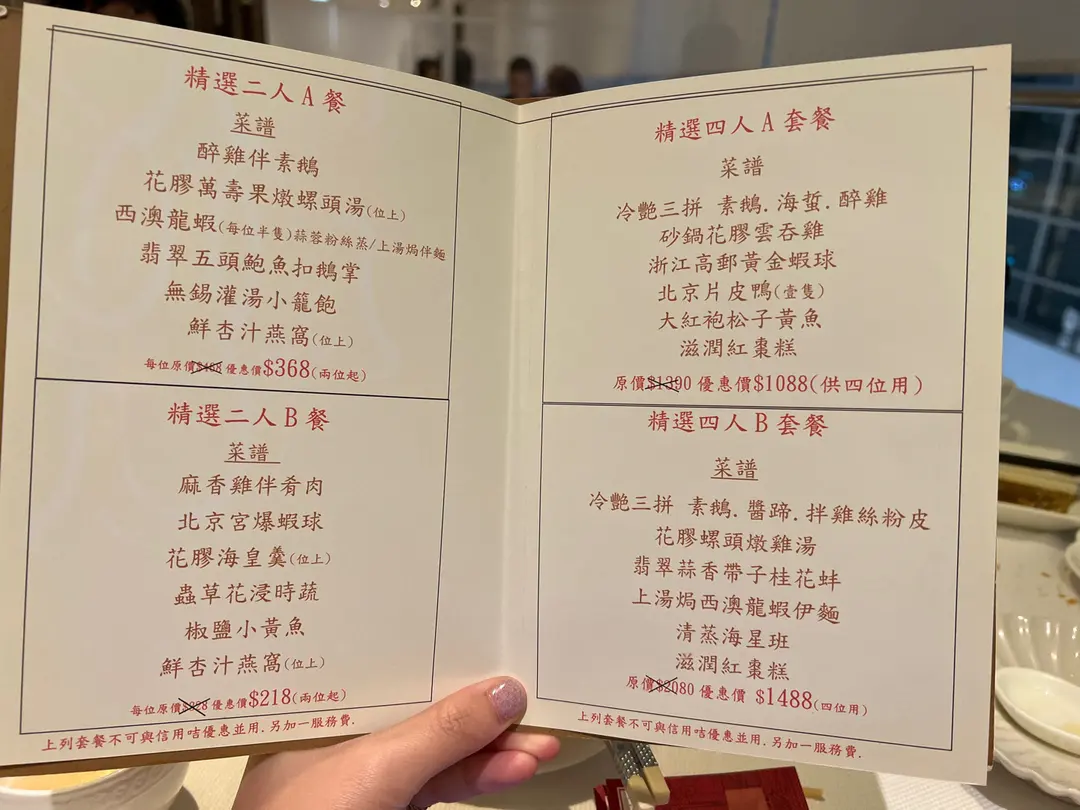 精選二人A餐
菜譜
醉雞伴素鵝
花膠萬壽果燉螺頭湯(位上)
西澳龍蝦(每位半隻)蒜蓉粉絲蒸/上湯焗伴麵
翡翠五頭鮑魚扣鵝掌
無錫灌湯小籠飽
鮮杏汁燕窩(位上)
每位原價$468 優惠價$368(兩位起)
精選二人B餐
菜譜
麻香雞伴肴肉
北京宮爆蝦球
花膠海皇羹(位上)
蟲草花浸時蔬
椒鹽小黃魚
鮮杏汁燕窩(位上)
每位原價 優惠價$218(兩位起)
上列套餐不可與信用咭優惠並用.另加一服務費.
精選四人A套餐
菜譜
冷艷三拼 素鵝.海蜇.醉雞
砂鍋花膠雲吞雞
浙江高郵黃金蝦球
北京片皮鴨(壹隻)
大紅袍松子黃魚
滋潤紅棗糕
原價$1390 優惠價$1088(供四位用)
精選四人B套餐
菜譜
冷艷三拼 素鵝.醬蹄.拌雞絲粉皮
花膠螺頭燉雞湯
翡翠蒜香帶子桂花蚌
上湯焗西澳龍蝦伊麵
清蒸海星班
滋潤紅棗糕
原價$2080 優惠價 $1488(四位用)
上列套餐不可與信用咭優惠並用.另加一服務費.